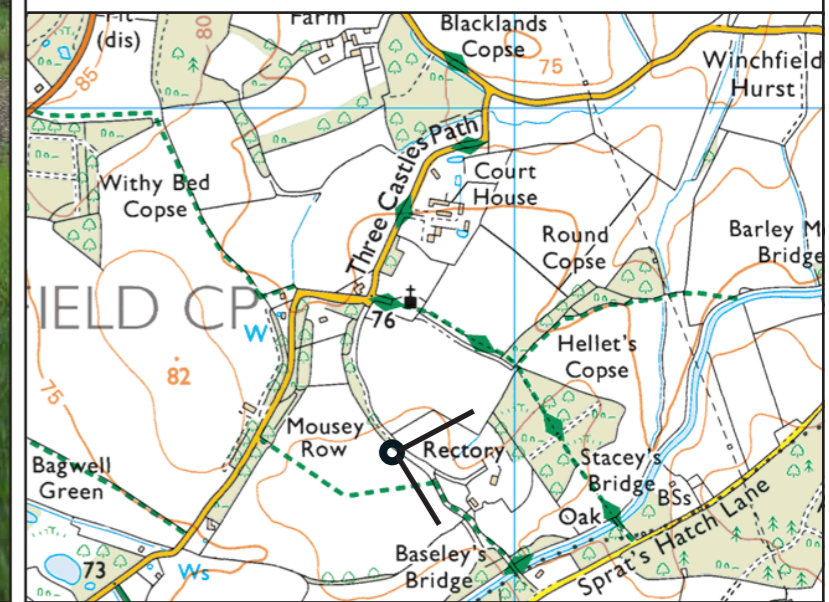 (dis)
80
Farm
Blacklands
Copse
75
Winchfield
Hurst
85
Three Castles Path
Withy Bed
Copse
Court
House
Round
Copse
Bridge
IELD CP
W
76
82
Hellet's
Copse
75
Mousey
Row
Rectory
Bagwell
Green
Stacey's
Bridge
BSs
Oak
Sprat's Hatch Lane
Baseley's
Bridge
73
Ws